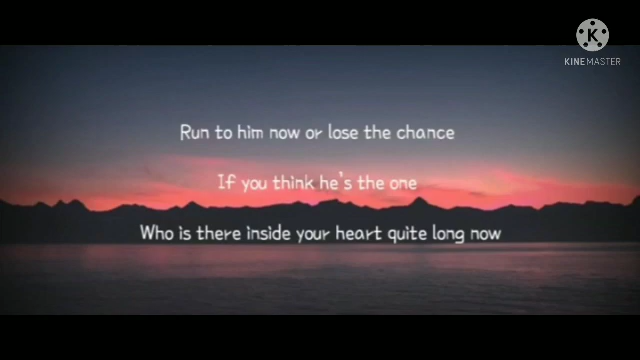 KINEMASTER
Run to him now or lose the chance
If you think he's the one
Who is there inside your heart quite long now